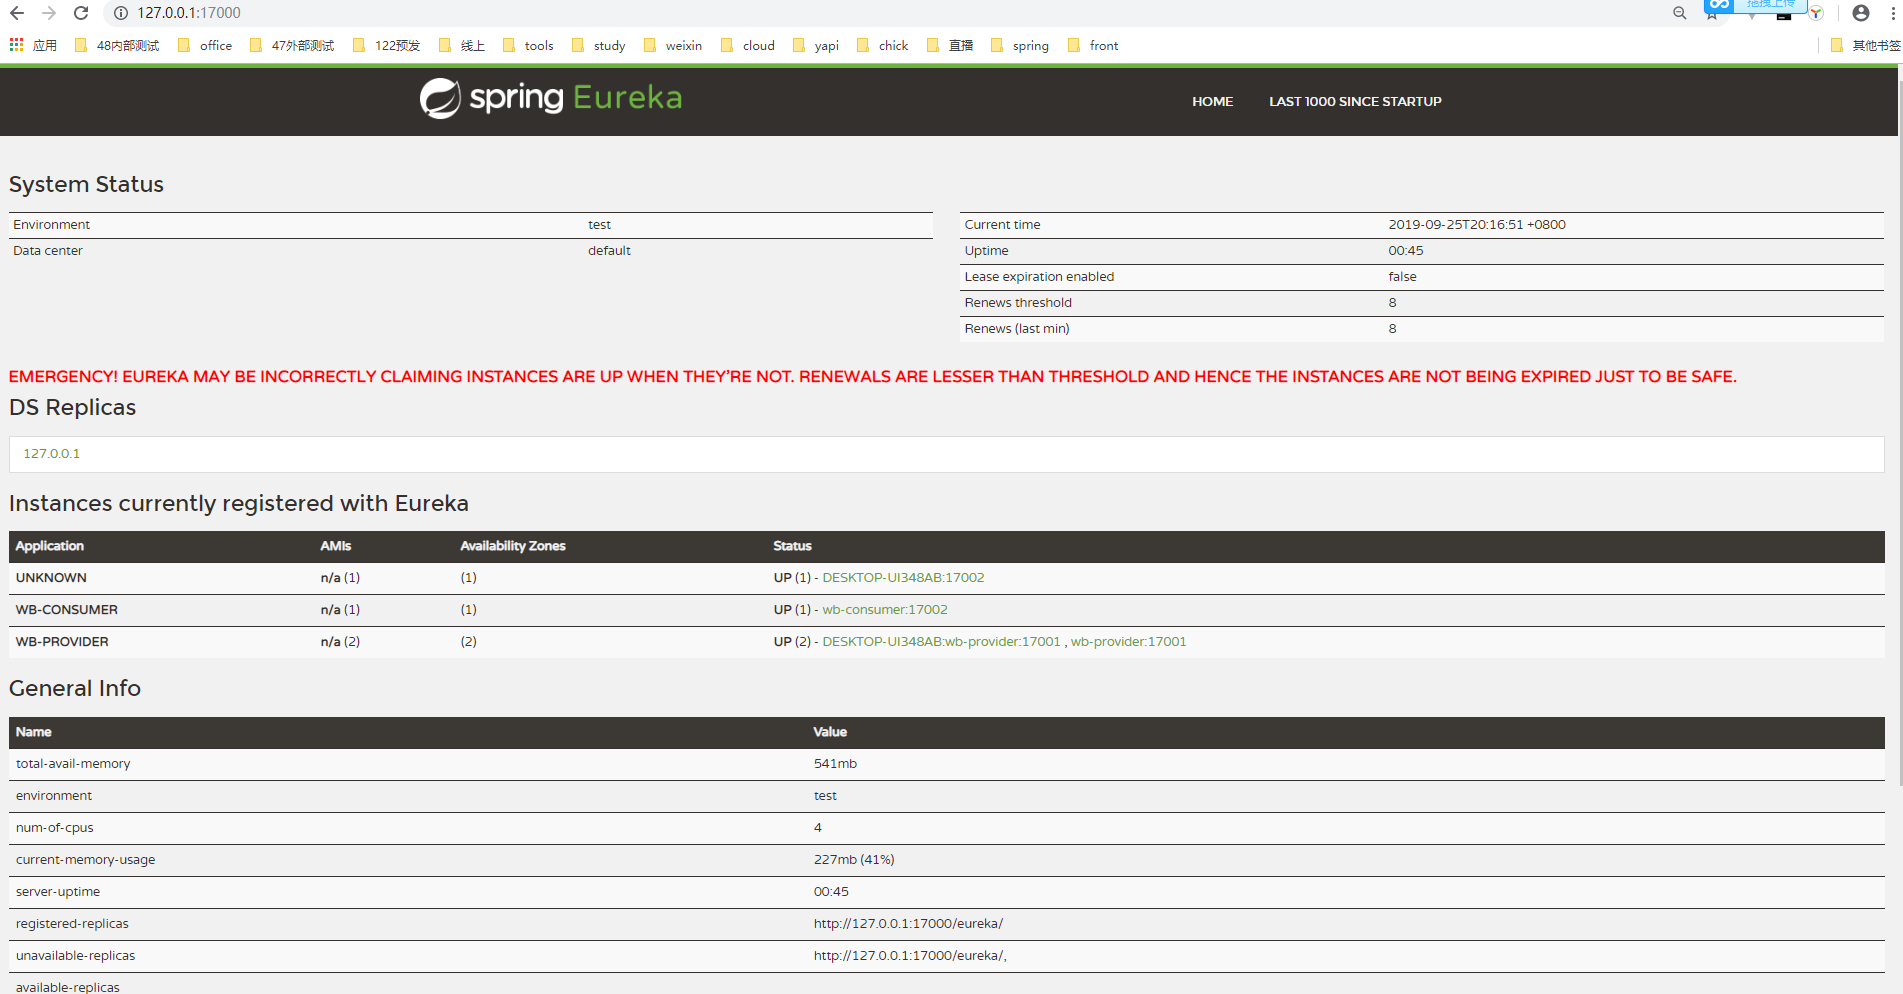 127.0.0.1:17000
拖拽上传
应用 48内部测试 office 47外部测试 122预发 线上 tools study weixin cloud yapi chick 直播 spring front 其他书签
spring Eureka HOME LAST 1000 SINCE STARTUP
System Status
Environment test
Data center default
Current time 2019-09-25T20:16:51 +0800
Uptime 00:45
Lease expiration enabled false
Renews threshold 8
Renews (last min) 8
EMERGENCY! EUREKA MAY BE INCORRECTLY CLAIMING INSTANCES ARE UP WHEN THEY'RE NOT. RENEWALS ARE LESSER THAN THRESHOLD AND HENCE THE INSTANCES ARE NOT BEING EXPIRED JUST TO BE SAFE.
DS Replicas
127.0.0.1
Instances currently registered with Eureka
Application AMIs Availability Zones Status
UNKNOWN n/a (1) (1) UP (1) - DESKTOP-UI348AB:17002
WB-CONSUMER n/a (1) (1) UP (1) - wb-consumer:17002
WB-PROVIDER n/a (2) (2) UP (2) - DESKTOP-UI348AB:wb-provider:17001 , wb-provider:17001
General Info
Name Value
total-avail-memory 541mb
environment test
num-of-cpus 4
current-memory-usage 227mb (41%)
server-uptime 00:45
registered-replicas http://127.0.0.1:17000/eureka/
unavailable-replicas http://127.0.0.1:17000/eureka/,
available-replicas